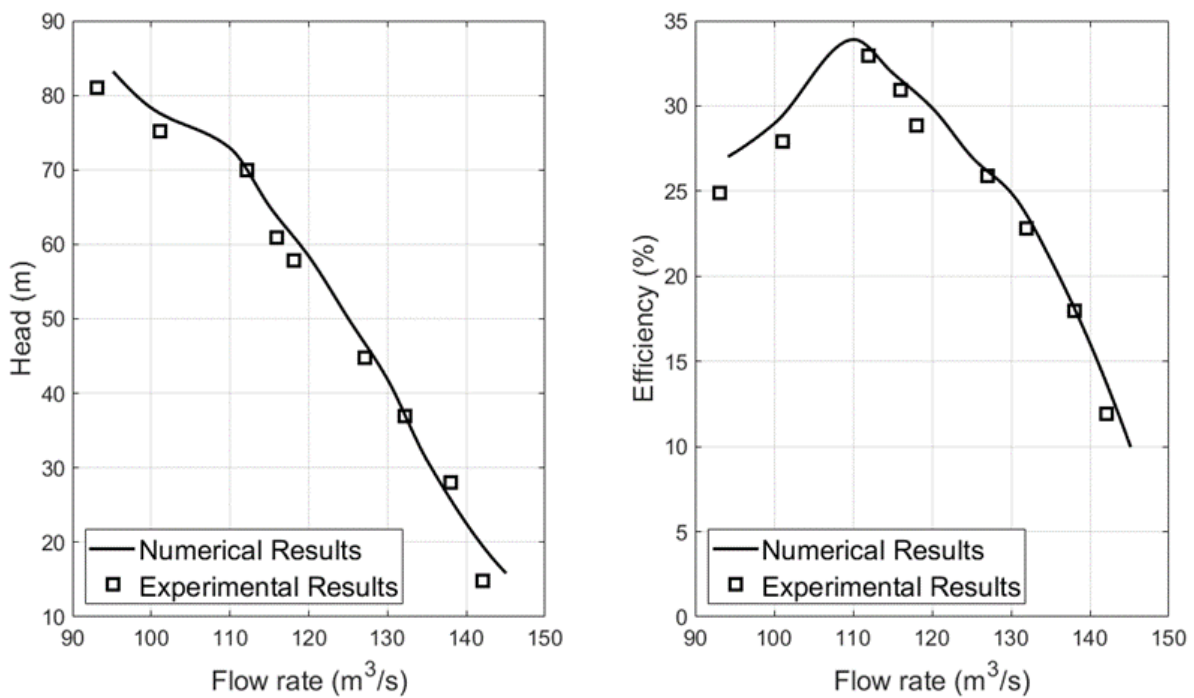 90
80
70
60
50
40
30
20
10
Head (m)
Numerical Results
Experimental Results
90 100 110 120 130 140 150
Flow rate (m³/s)
35
30
25
20
15
10
5
0
Efficiency (%)
Numerical Results
Experimental Results
90 100 110 120 130 140 150
Flow rate (m³/s)